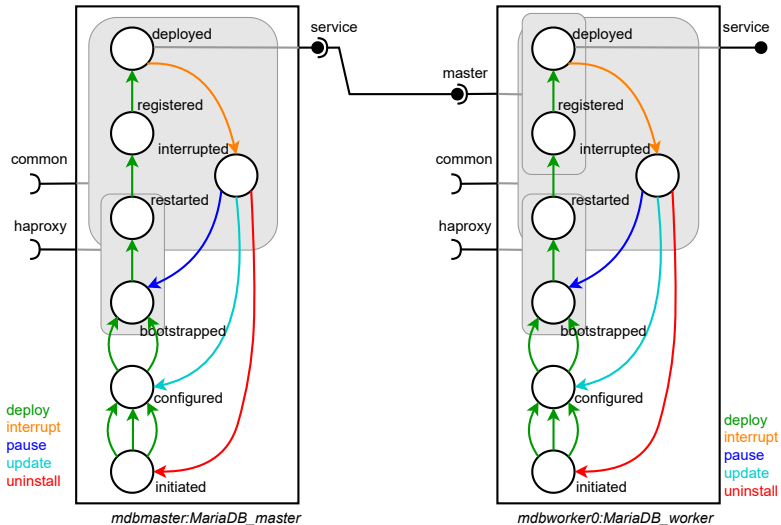 deployed
service
registered
interrupted
common
restarted
haproxy
bootstrapped
configured
deploy
interrupt
pause
update
uninstall
initiated
mdbmaster:MariaDB_master
deployed
service
master
registered
interrupted
common
restarted
haproxy
bootstrapped
configured
deploy
interrupt
pause
update
uninstall
initiated
mdbworker0:MariaDB_worker